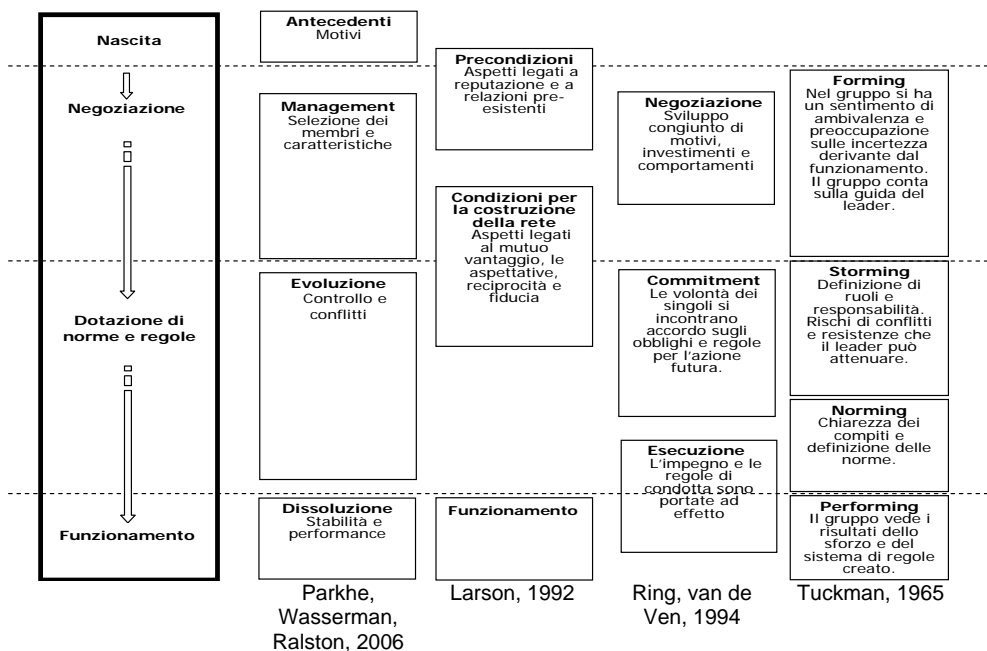 Nascita
Negoziazione
Dotazione di
norme e regole
Funzionamento
Antecedenti
Motivi
Management
Selezione dei
membri e
caratteristiche
Evoluzione
Controllo e
conflitti
Dissoluzione
Stabilità e
performance
Parkhe,
Wasserman,
Ralston, 2006
Precondizioni
Aspetti legati a
reputazione e a
relazioni pre-
esistenti
Condizioni per
la costruzione
della rete
Aspetti legati
al mutuo
vantaggio, le
aspettative,
reciprocità e
fiducia
Funzionamento
Larson, 1992
Negoziazione
Sviluppo
congiunto di
motivi,
investimenti e
comportamenti
Commitment
Le volontà dei
singoli si
incontrano
accordo sugli
obblighi e regole
per l'azione
futura.
Esecuzione
L'impegno e le
regole di
condotta sono
portate ad
effetto
Ring, van de
Ven, 1994
Forming
Nel gruppo si ha
un sentimento di
ambivalenza e
preoccupazione
sulle incertezza
derivante dal
funzionamento.
Il gruppo conta
sulla guida del
leader.
Storming
Definizione di
ruoli e
responsabilità.
Rischi di conflitti
e resistenze che
il leader può
attenuare.
Norming
Chiarezza dei
compiti e
definizione delle
norme.
Performing
Il gruppo vede i
risultati dello
sforzo e del
sistema di regole
creato.
Tuckman, 1965